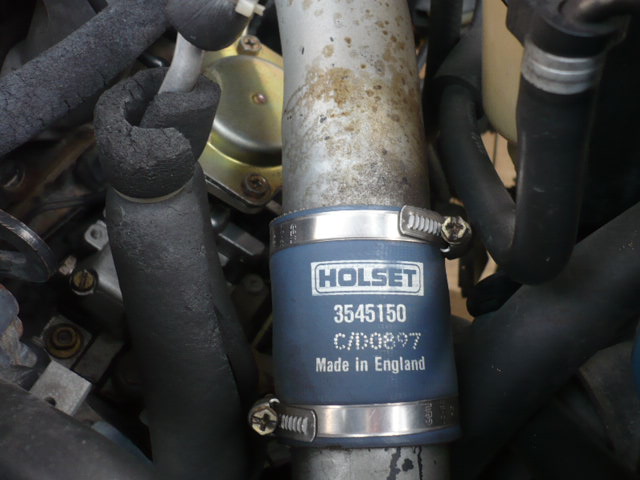 HOLSET
3545150
C/D0897
Made in England